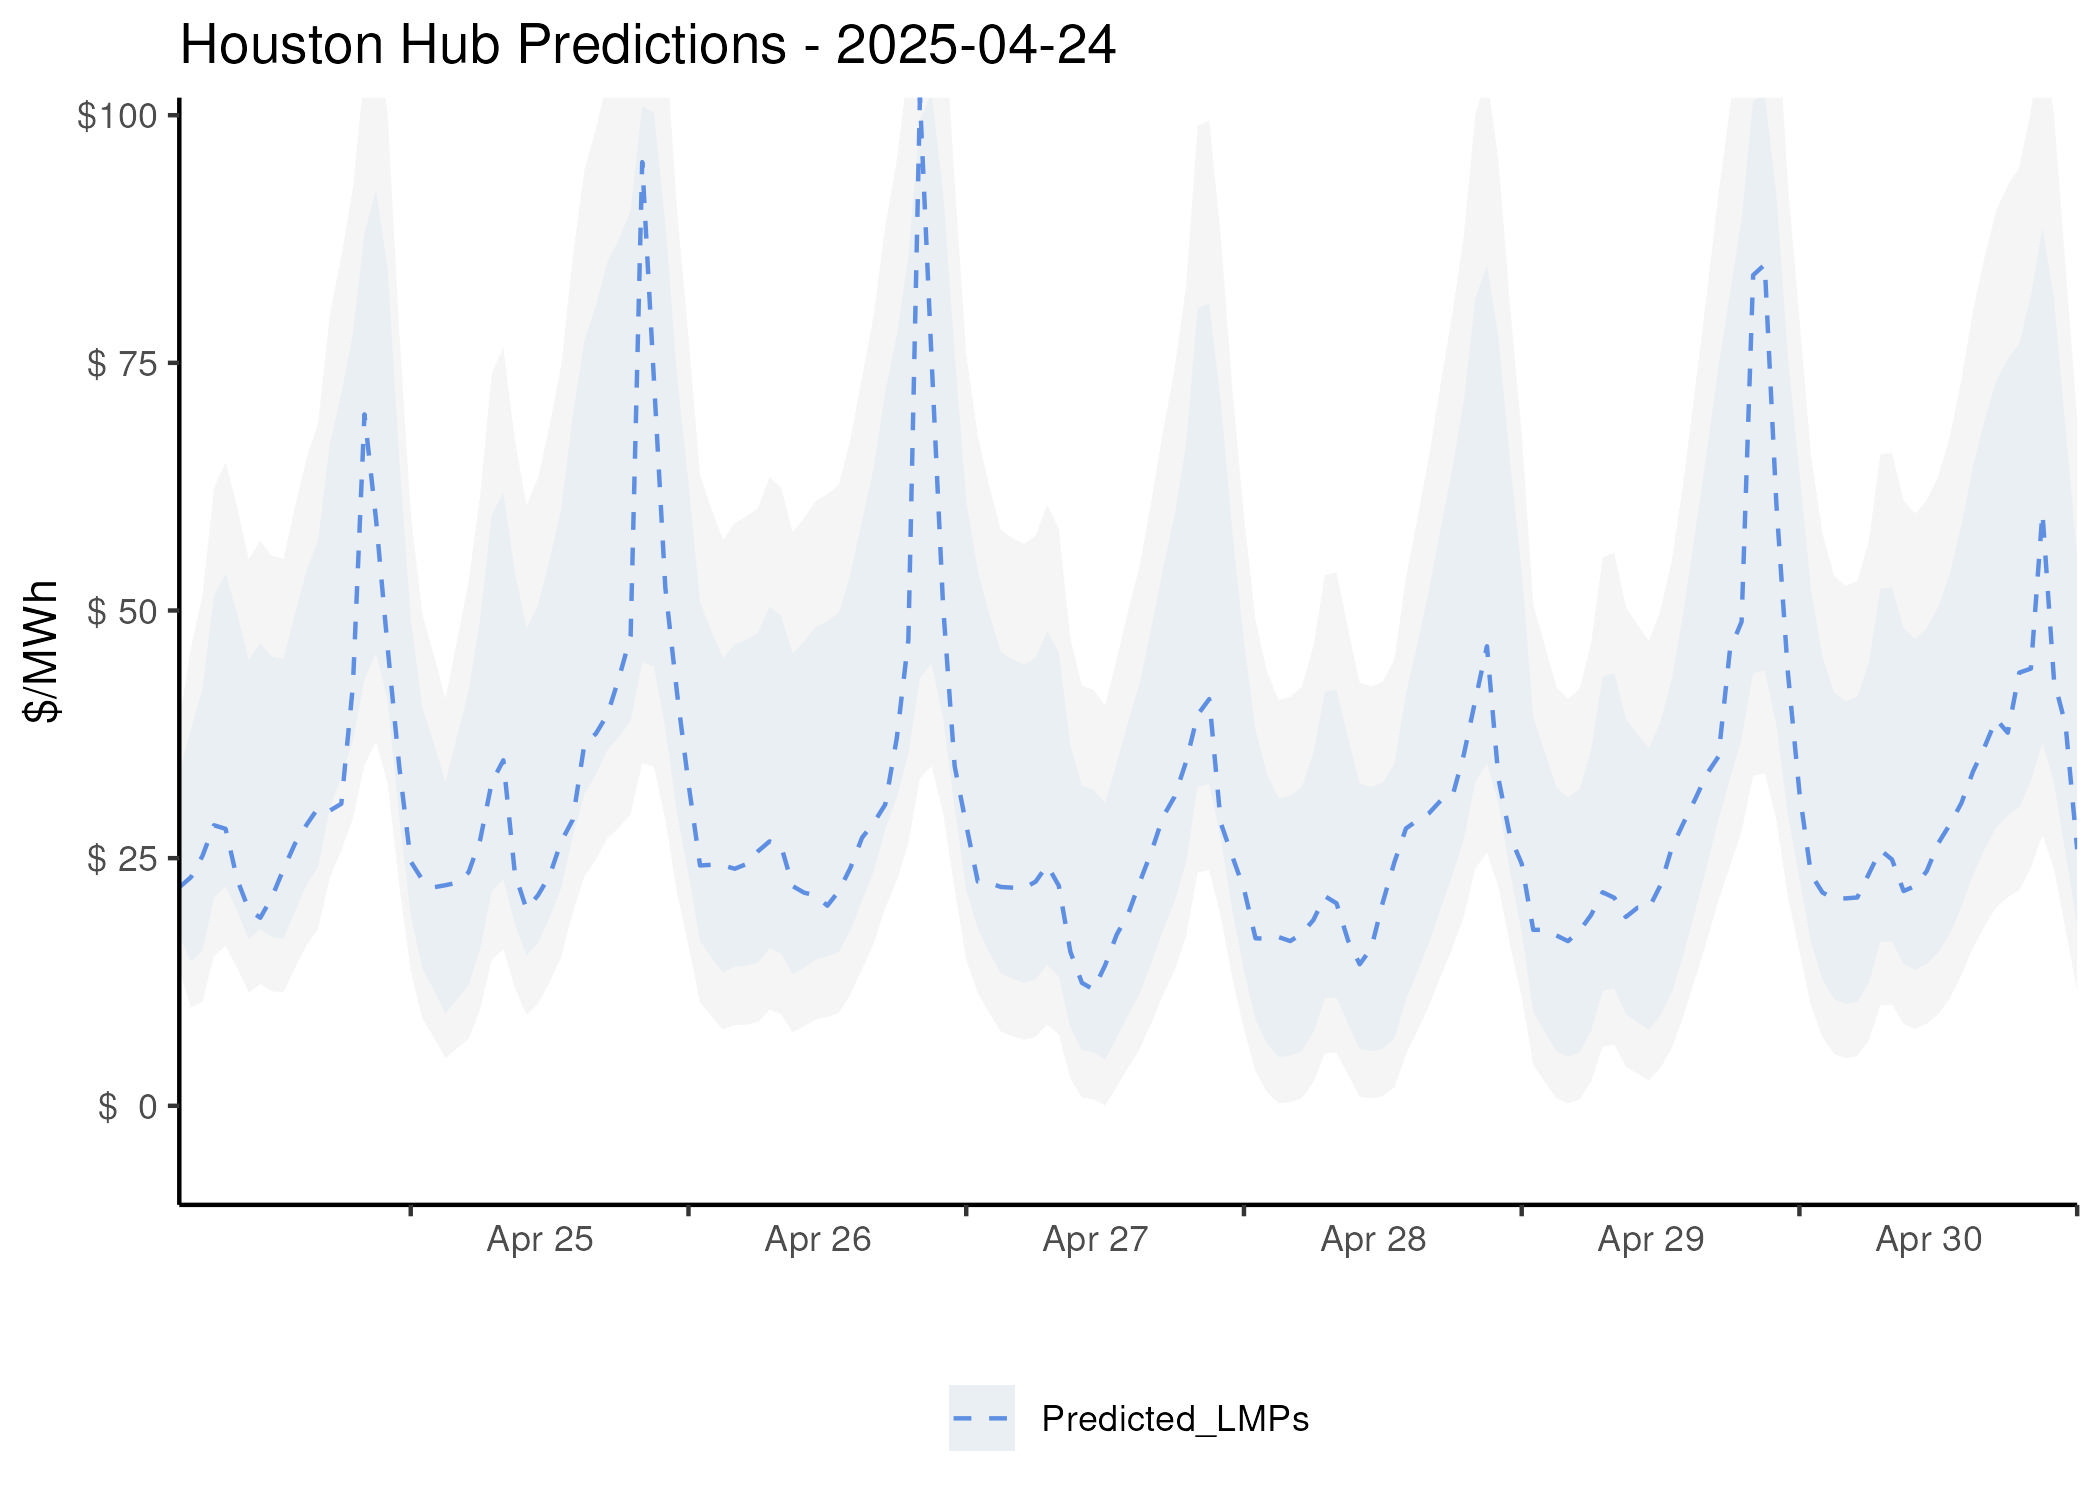 Houston Hub Predictions - 2025-04-24
$100
$ 75
$ 50
$ 25
$  0
$/MWh
Apr 25 Apr 26 Apr 27 Apr 28 Apr 29 Apr 30
Predicted_LMPs